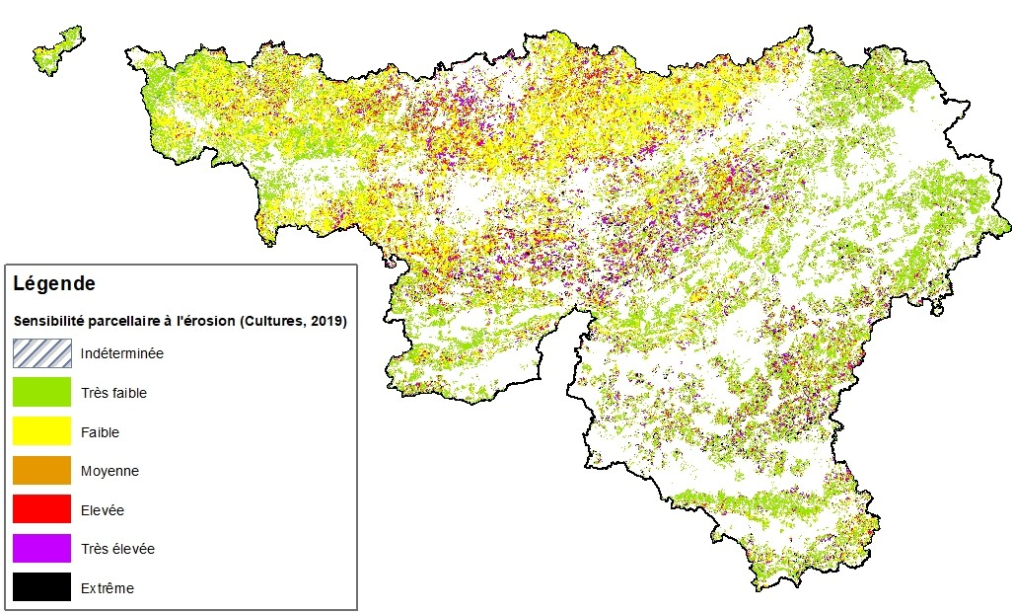 Légende
Sensibilité parcellaire à l'érosion (Cultures, 2019)
Indéterminée
Très faible
Faible
Moyenne
Elevée
Très élevée
Extrême